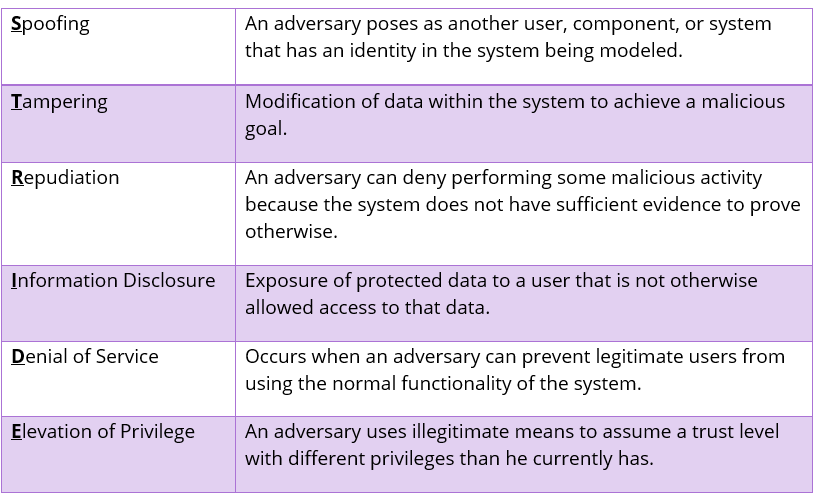 Spoofing
An adversary poses as another user, component, or system
that has an identity in the system being modeled.
Tampering
Modification of data within the system to achieve a malicious
goal.
Repudiation
An adversary can deny performing some malicious activity
because the system does not have sufficient evidence to prove
otherwise.
Information Disclosure
Exposure of protected data to a user that is not otherwise
allowed access to that data.
Denial of Service
Occurs when an adversary can prevent legitimate users from
using the normal functionality of the system.
Elevation of Privilege
An adversary uses illegitimate means to assume a trust level
with different privileges than he currently has.